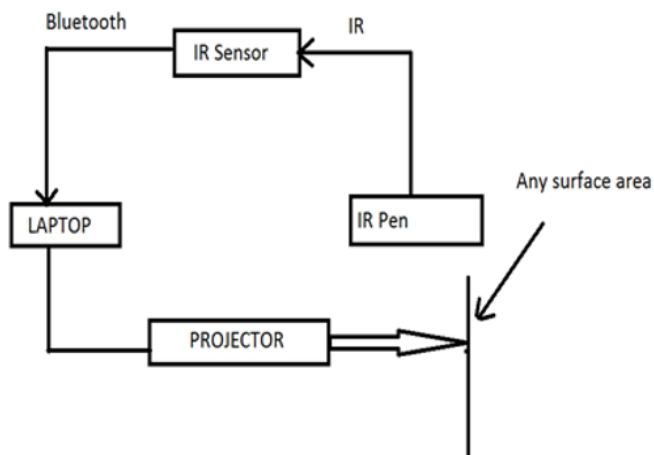 Bluetooth
IR
IR Sensor
Any surface area
LAPTOP
IR Pen
PROJECTOR